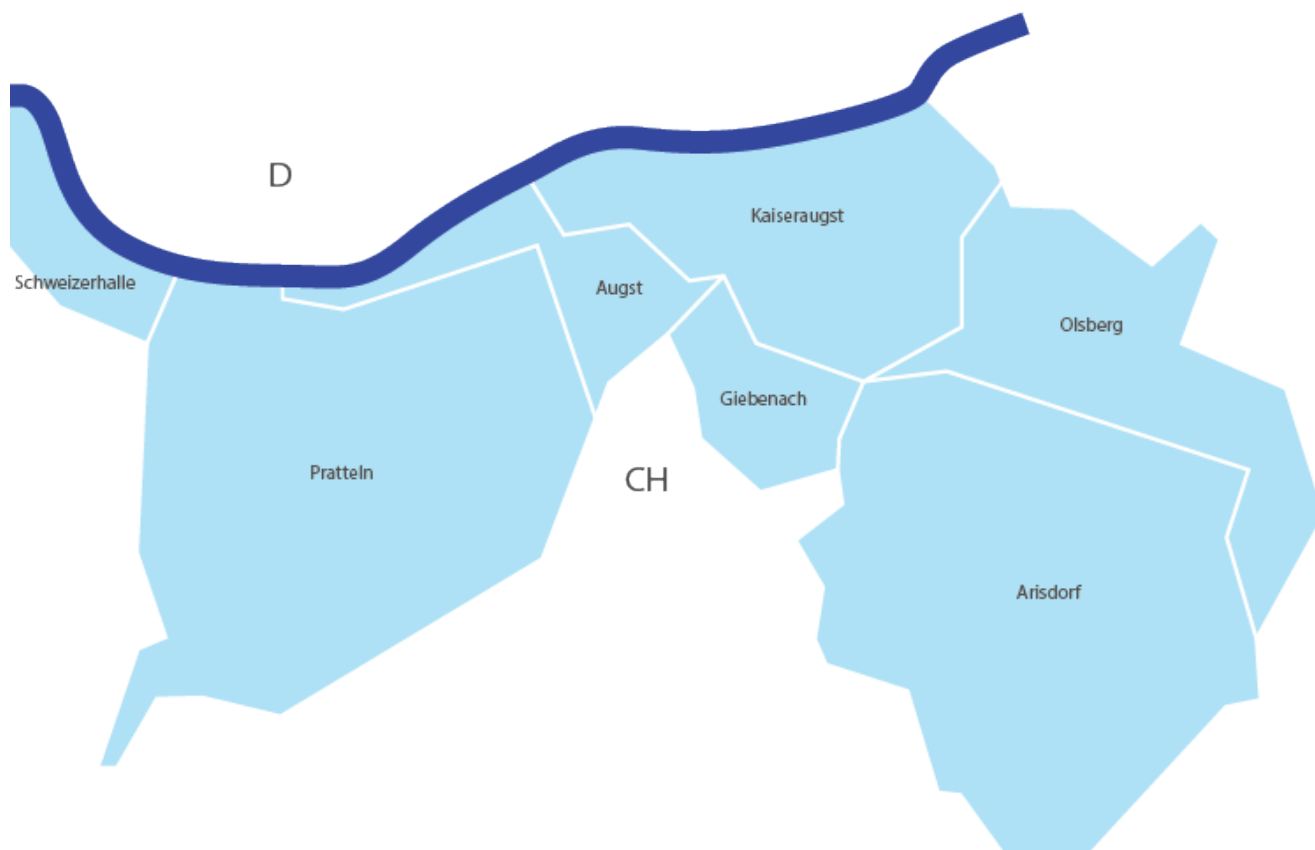 D
Kaiseraugst
Schweizerhalle
Augst
Olsberg
Giebenach
Pratteln
CH
Arisdorf